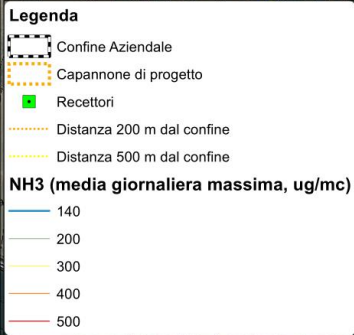 Legenda
Confine Aziendale
Capannone di progetto
Recettori
Distanza 200 m dal confine
Distanza 500 m dal confine
NH3 (media giornaliera massima, ug/mc)
140
200
300
400
500